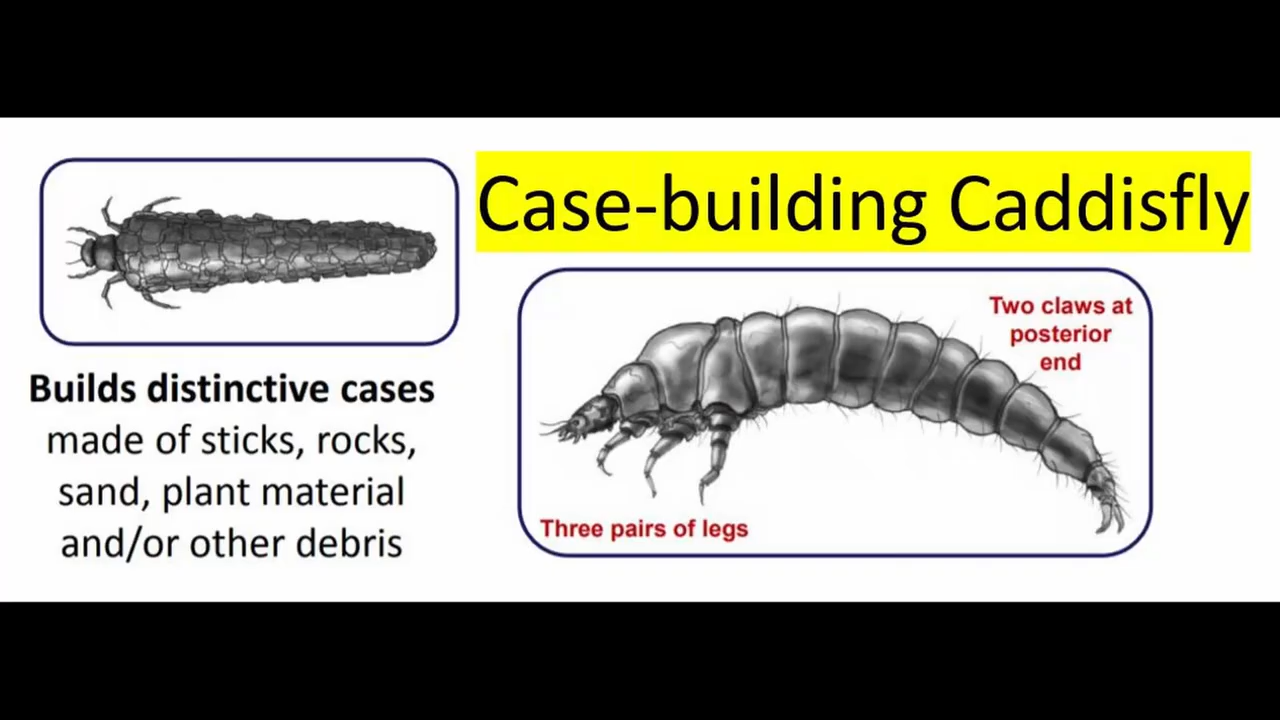 Case-building Caddisfly
Builds distinctive cases
made of sticks, rocks,
sand, plant material
and/or other debris
Two claws at
posterior
end
Three pairs of legs